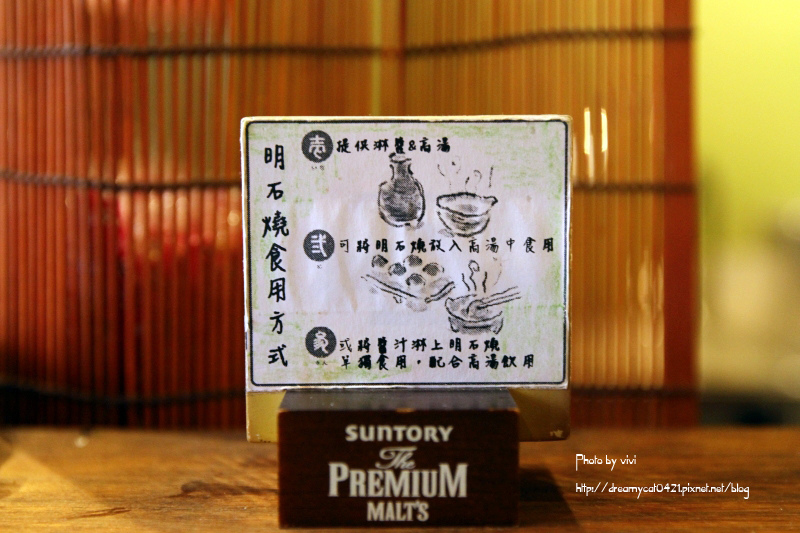 明石燒食用方式
壱 提供淋醬&高湯
弐 可將明石燒放入高湯中食用
參 或將醬汁淋上明石燒
單獨食用，配合高湯飲用
SUNTORY
The
PREMIUM
MALT'S
Photo by vivi
http://dreamycat0421.pixnet.net/blog